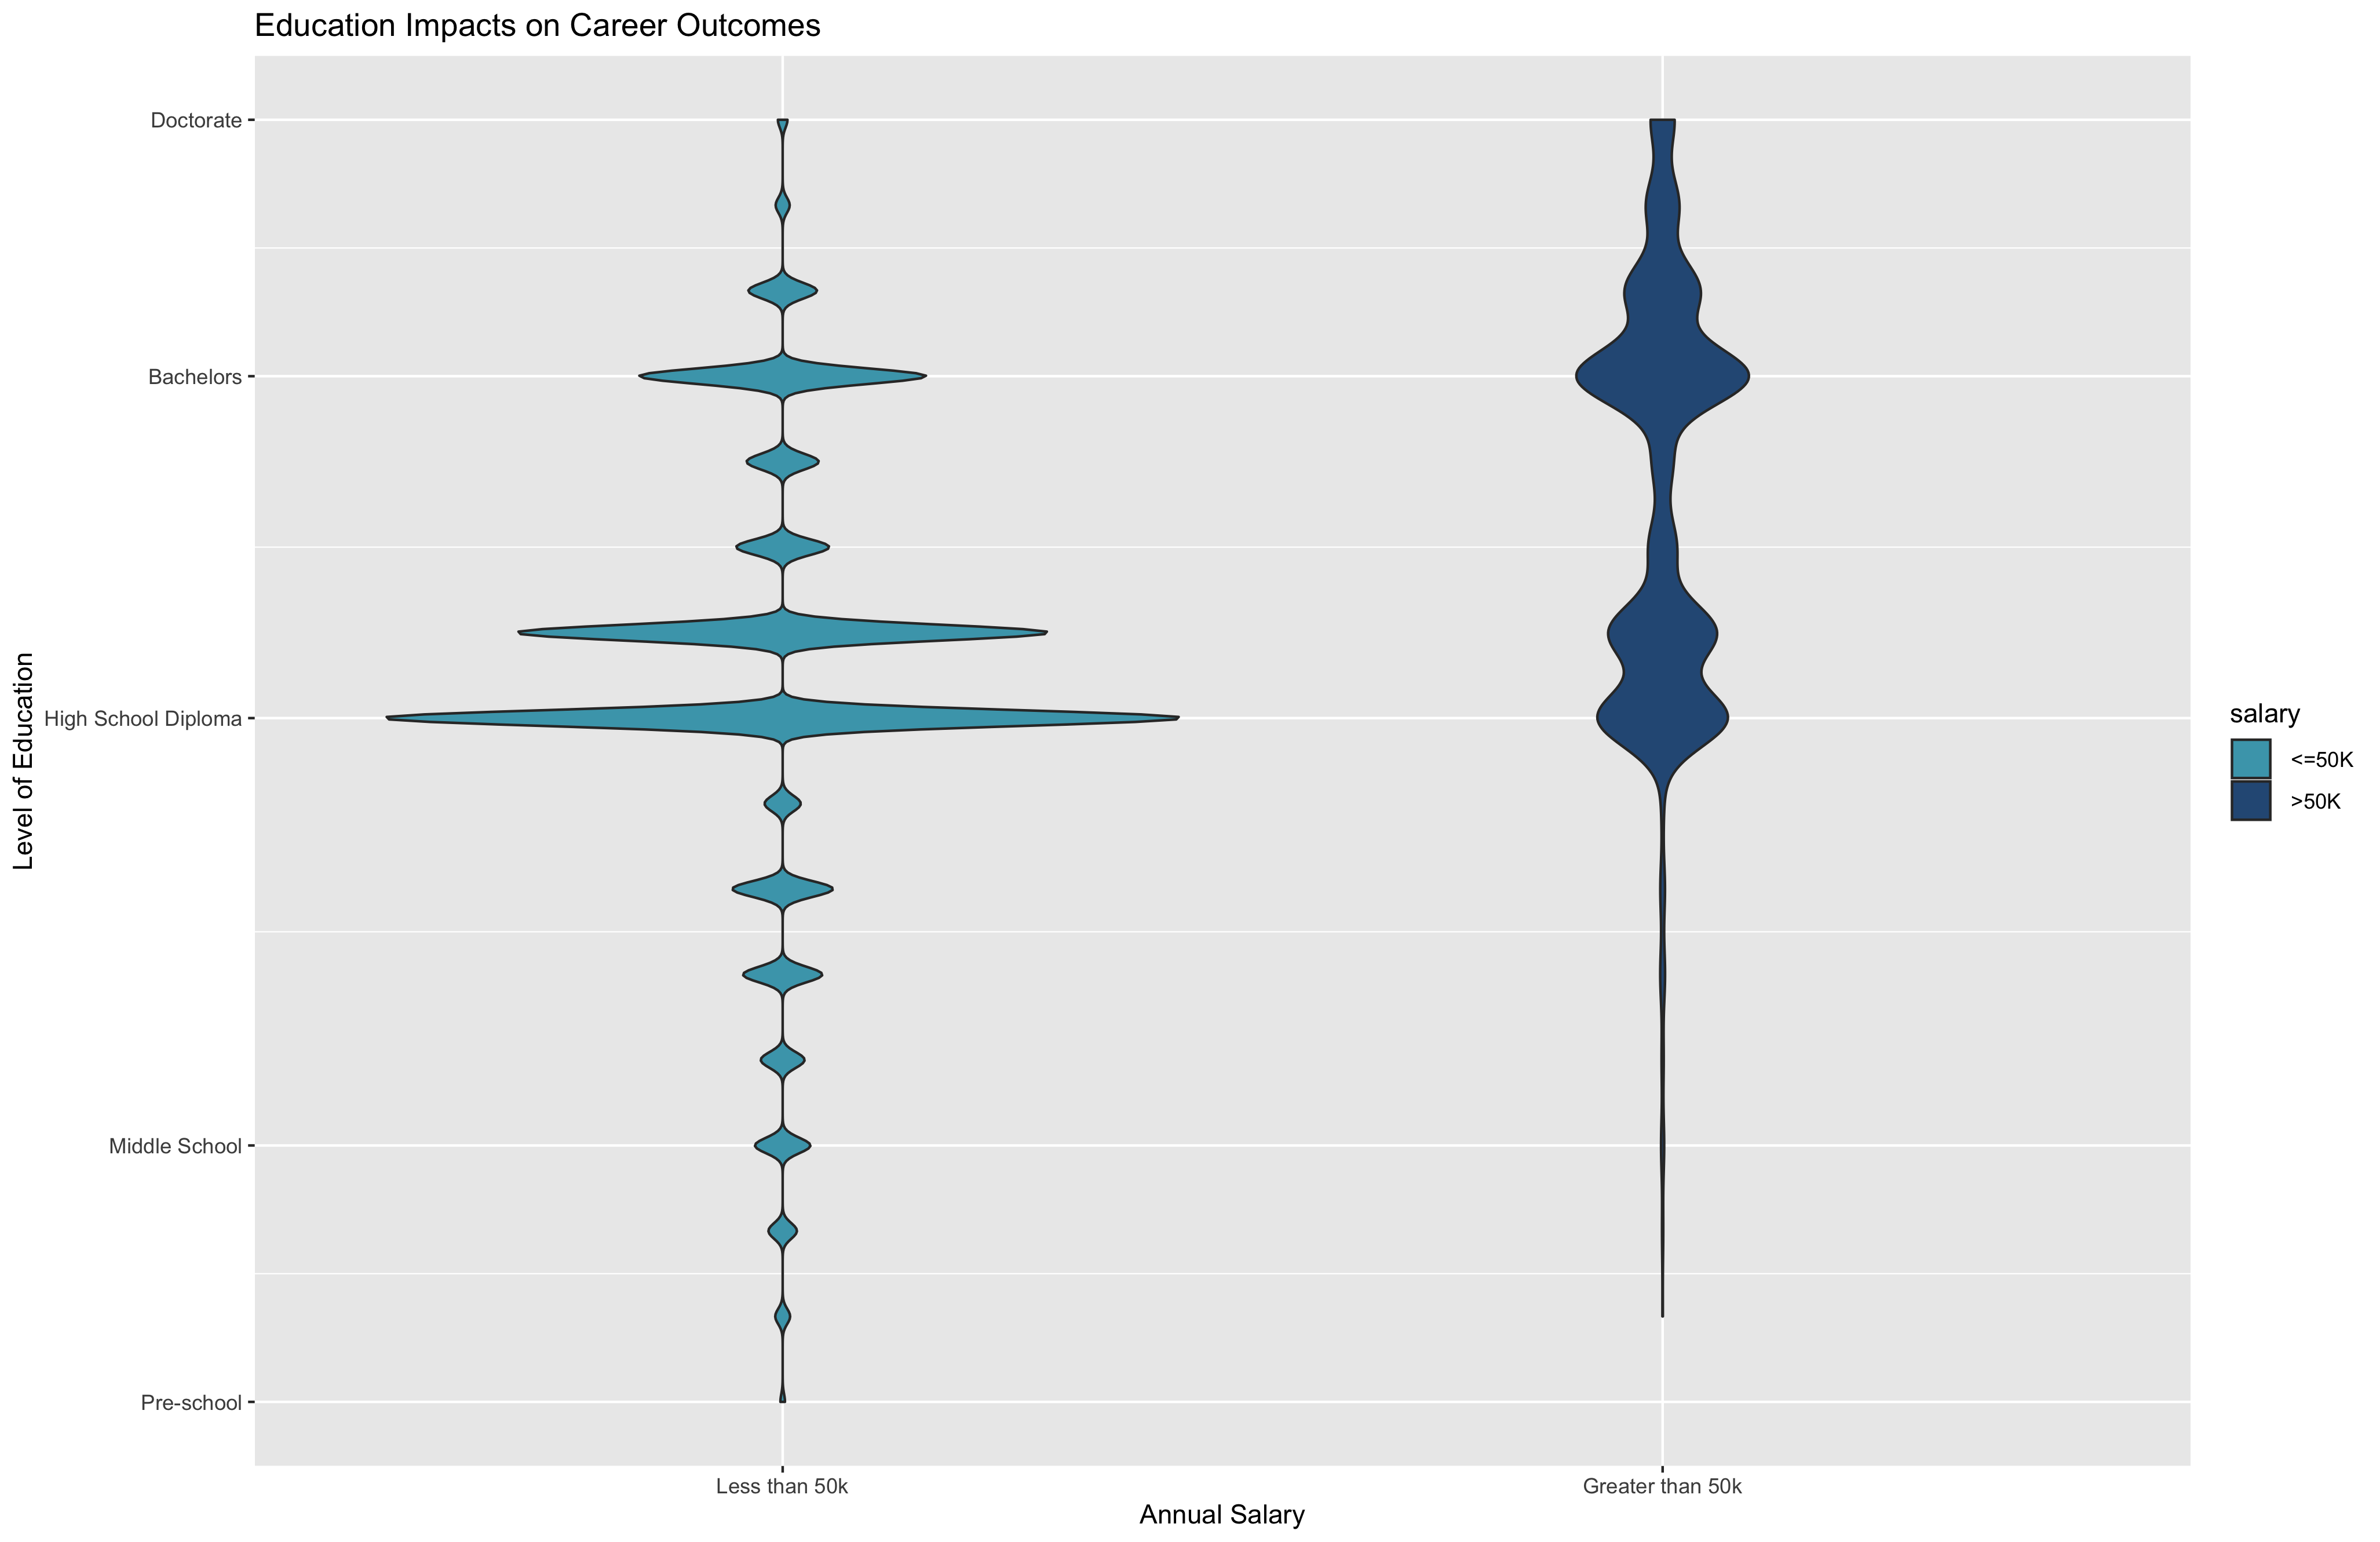 Education Impacts on Career Outcomes
Doctorate
Bachelors
High School Diploma
Middle School
Pre-school
Level of Education
Less than 50k
Greater than 50k
Annual Salary
salary
<=50K
>50K